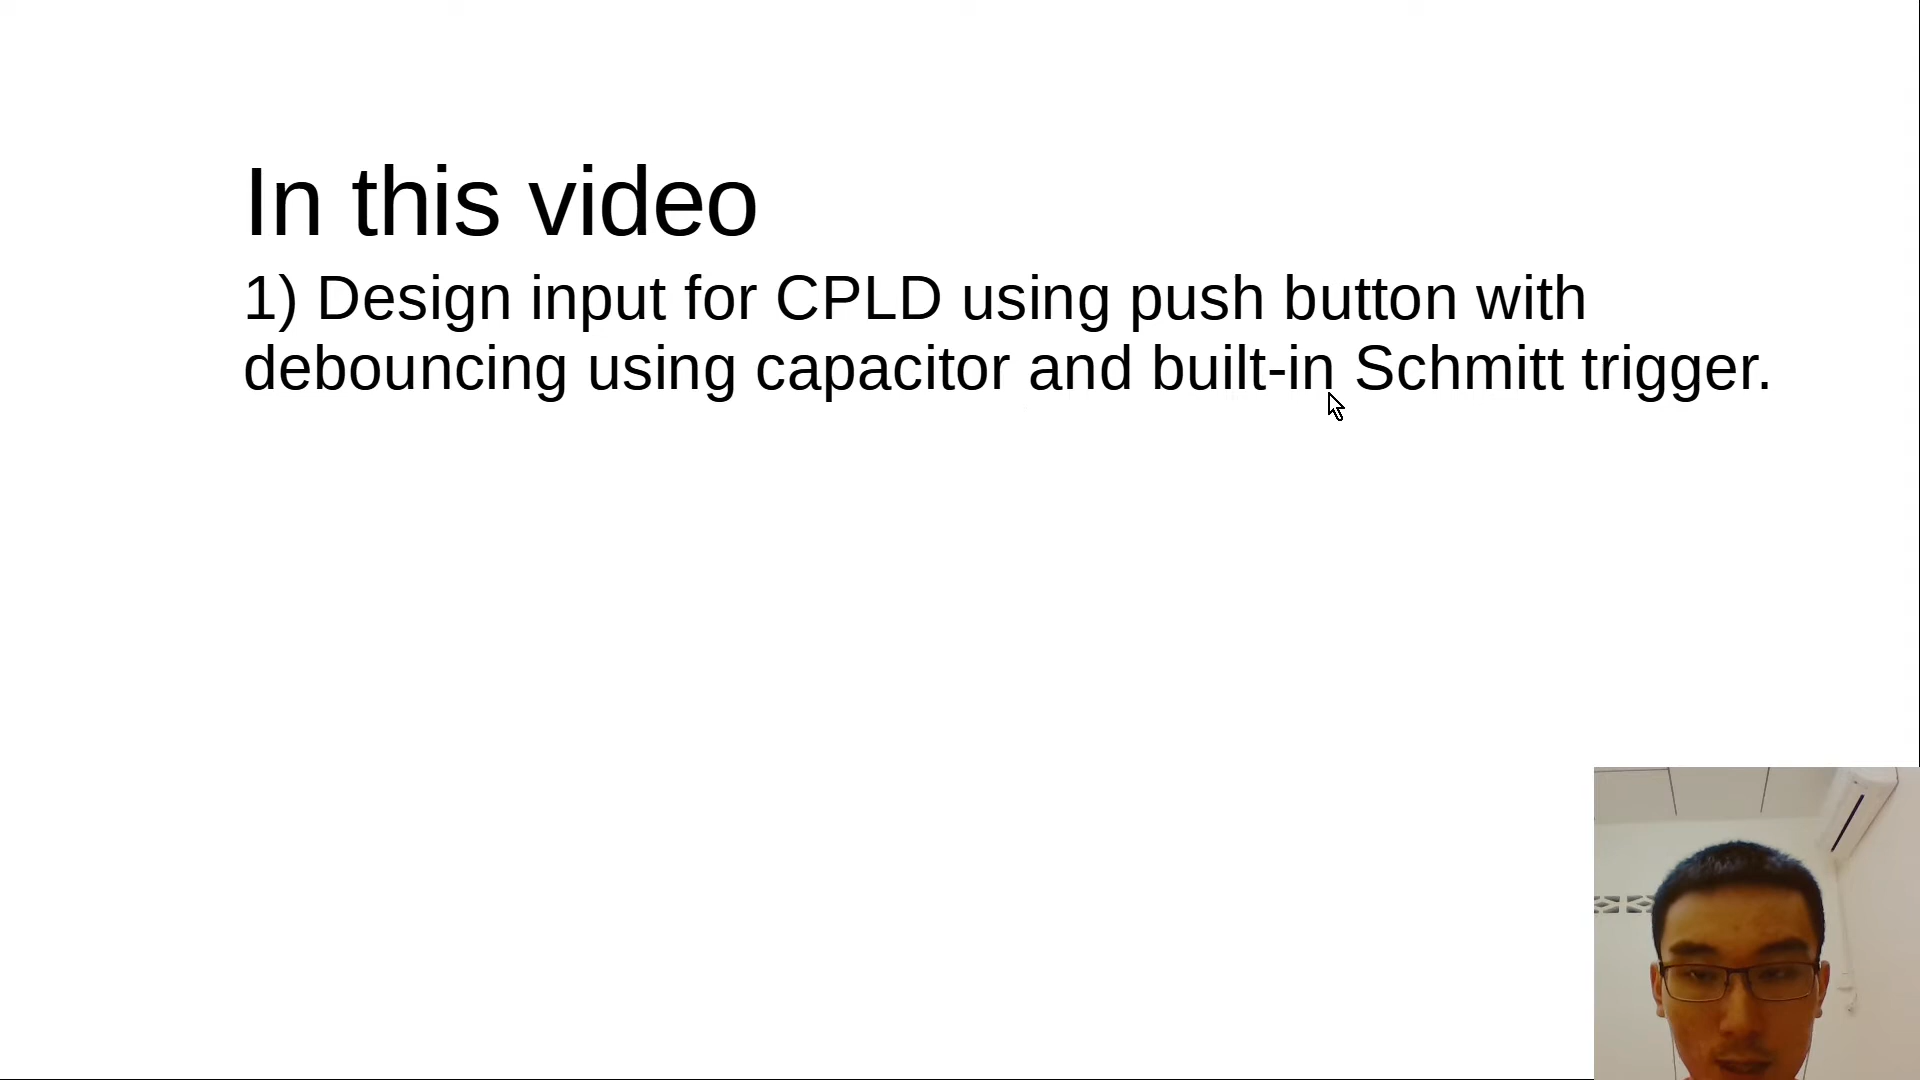 In this video
1) Design input for CPLD using push button with
debouncing using capacitor and built-in Schmitt trigger.